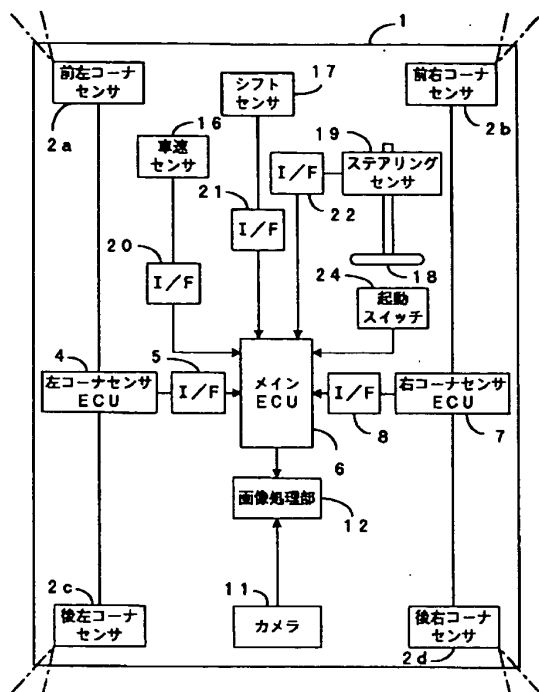 1
前左コーナ
センサ
2a
シフト
センサ
17
前右コーナ
センサ
2b
16
車速
センサ
19
ステアリング
センサ
I/F
22
21
I/F
20
I/F
18
24
起動
スイッチ
4
左コーナセンサ
ECU
5
I/F
メイン
ECU
6
I/F
8
右コーナセンサ
ECU
7
画像処理部
12
2c
後左コーナ
センサ
11
カメラ
後右コーナ
センサ
2d